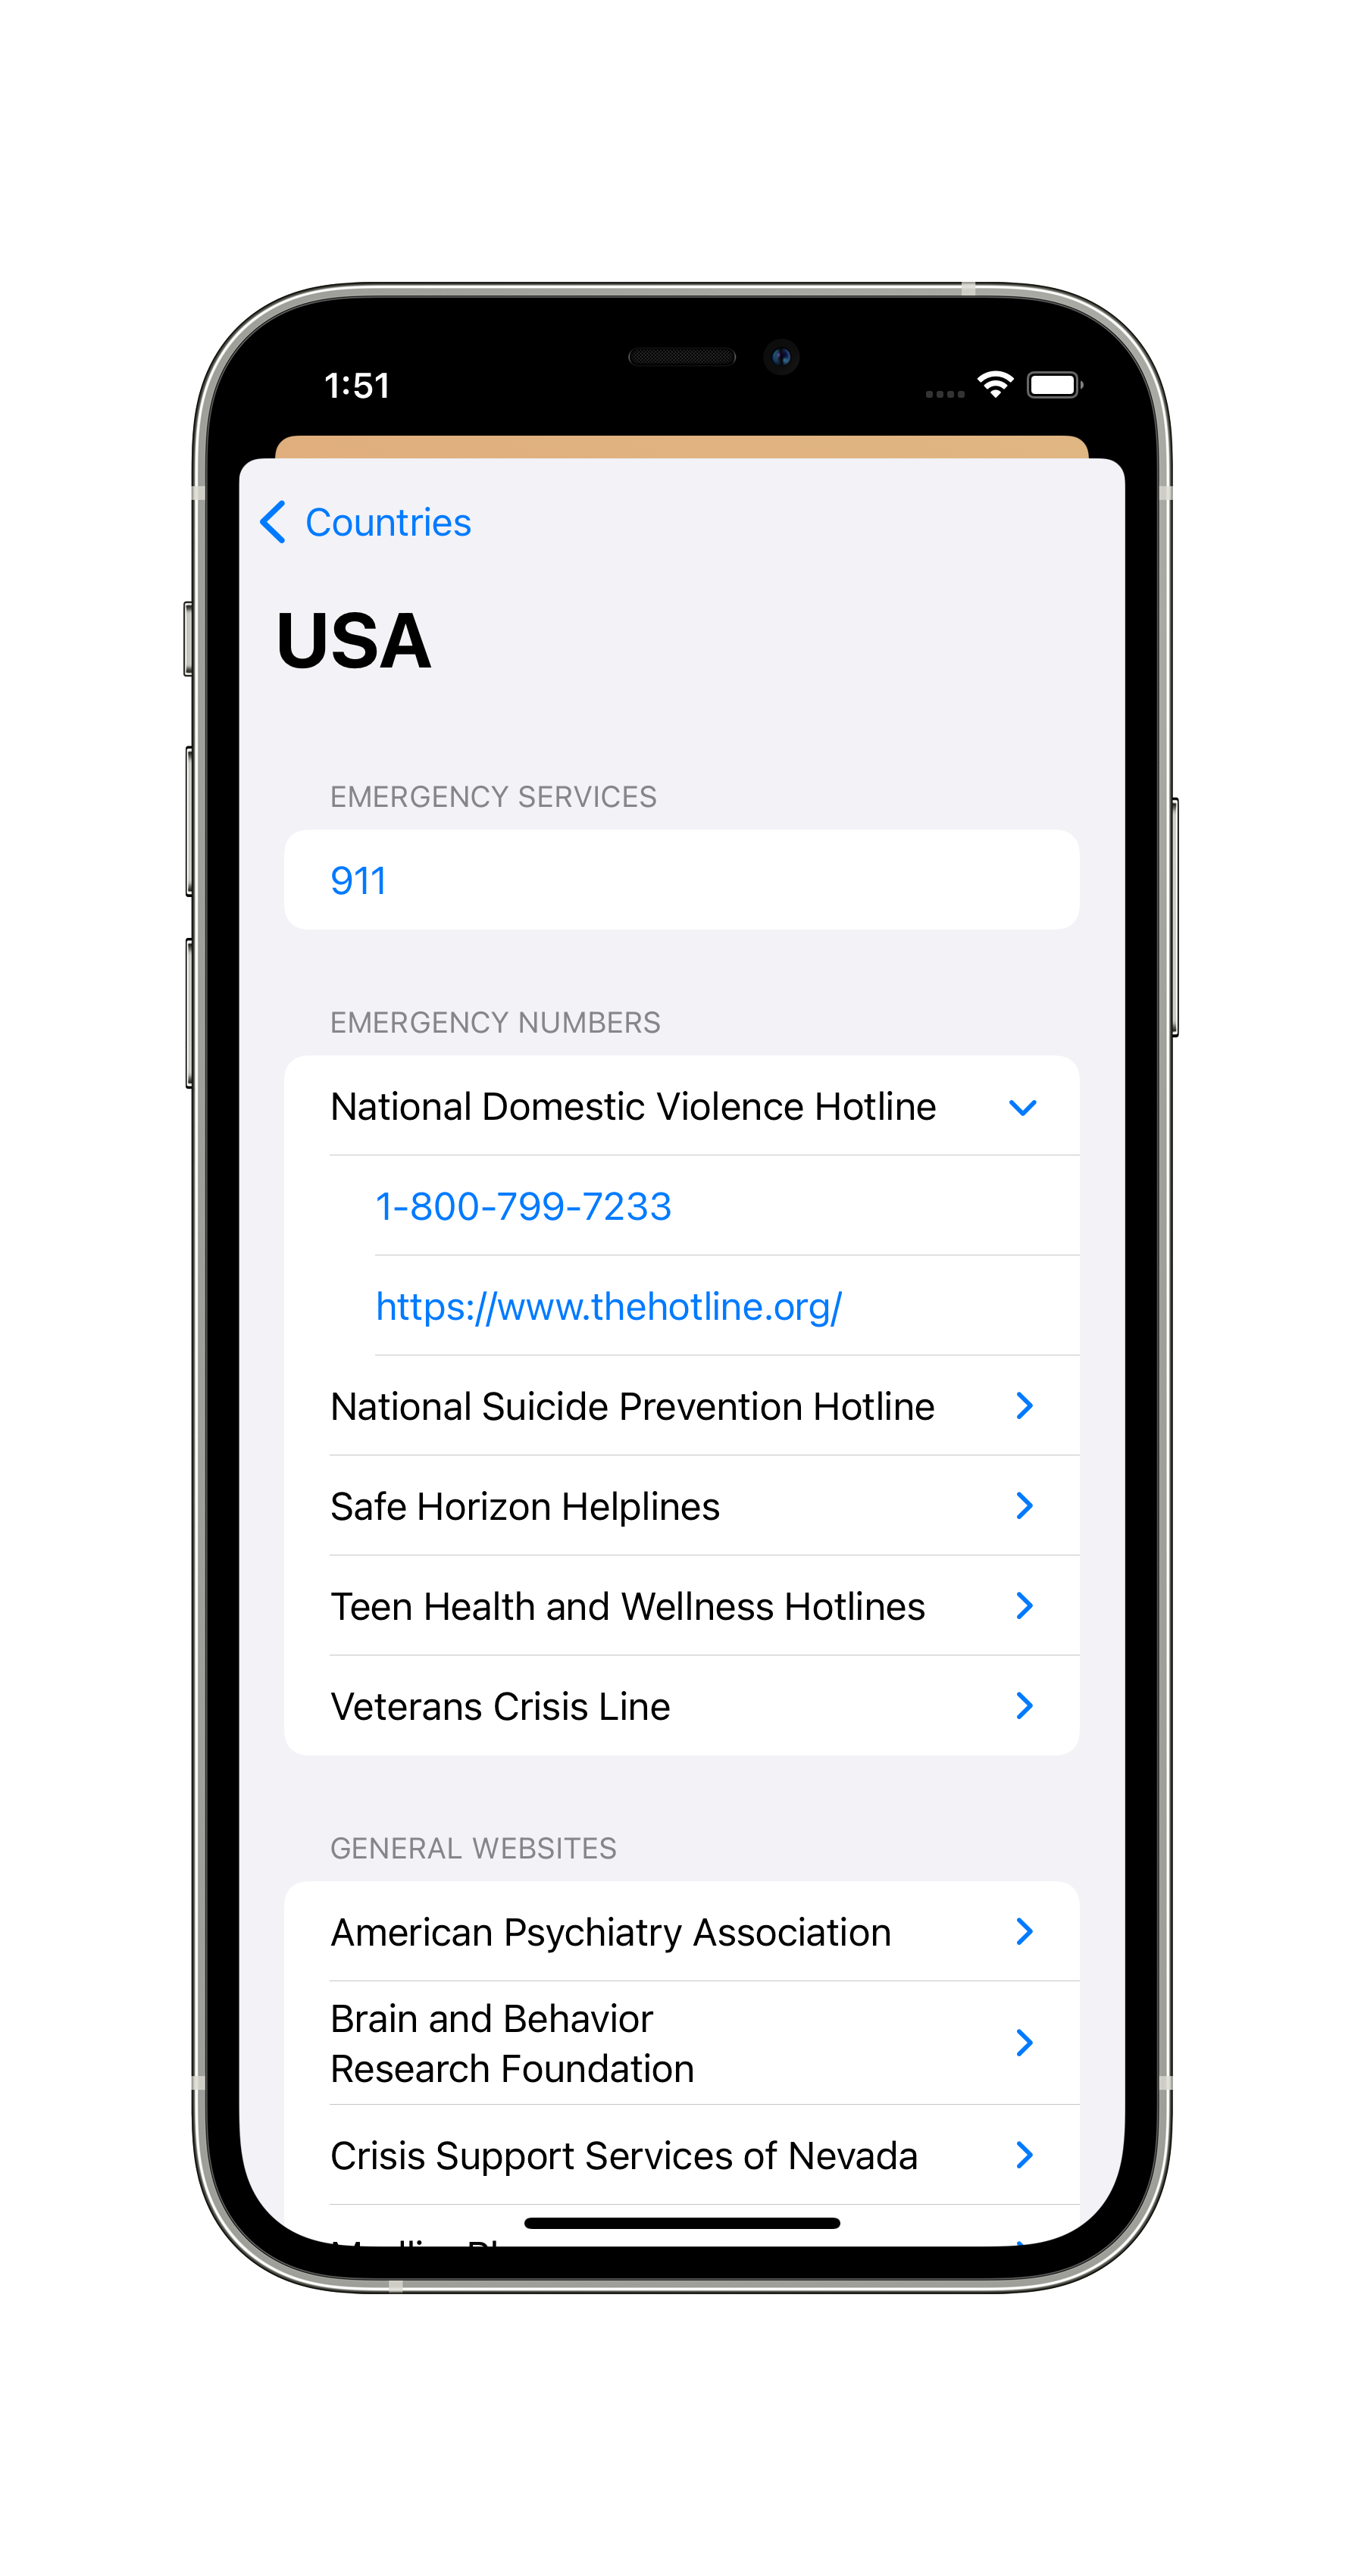 1:51
Countries
USA
EMERGENCY SERVICES
911
EMERGENCY NUMBERS
National Domestic Violence Hotline
1-800-799-7233
https://www.thehotline.org/
National Suicide Prevention Hotline
Safe Horizon Helplines
Teen Health and Wellness Hotlines
Veterans Crisis Line
GENERAL WEBSITES
American Psychiatry Association
Brain and Behavior
Research Foundation
Crisis Support Services of Nevada